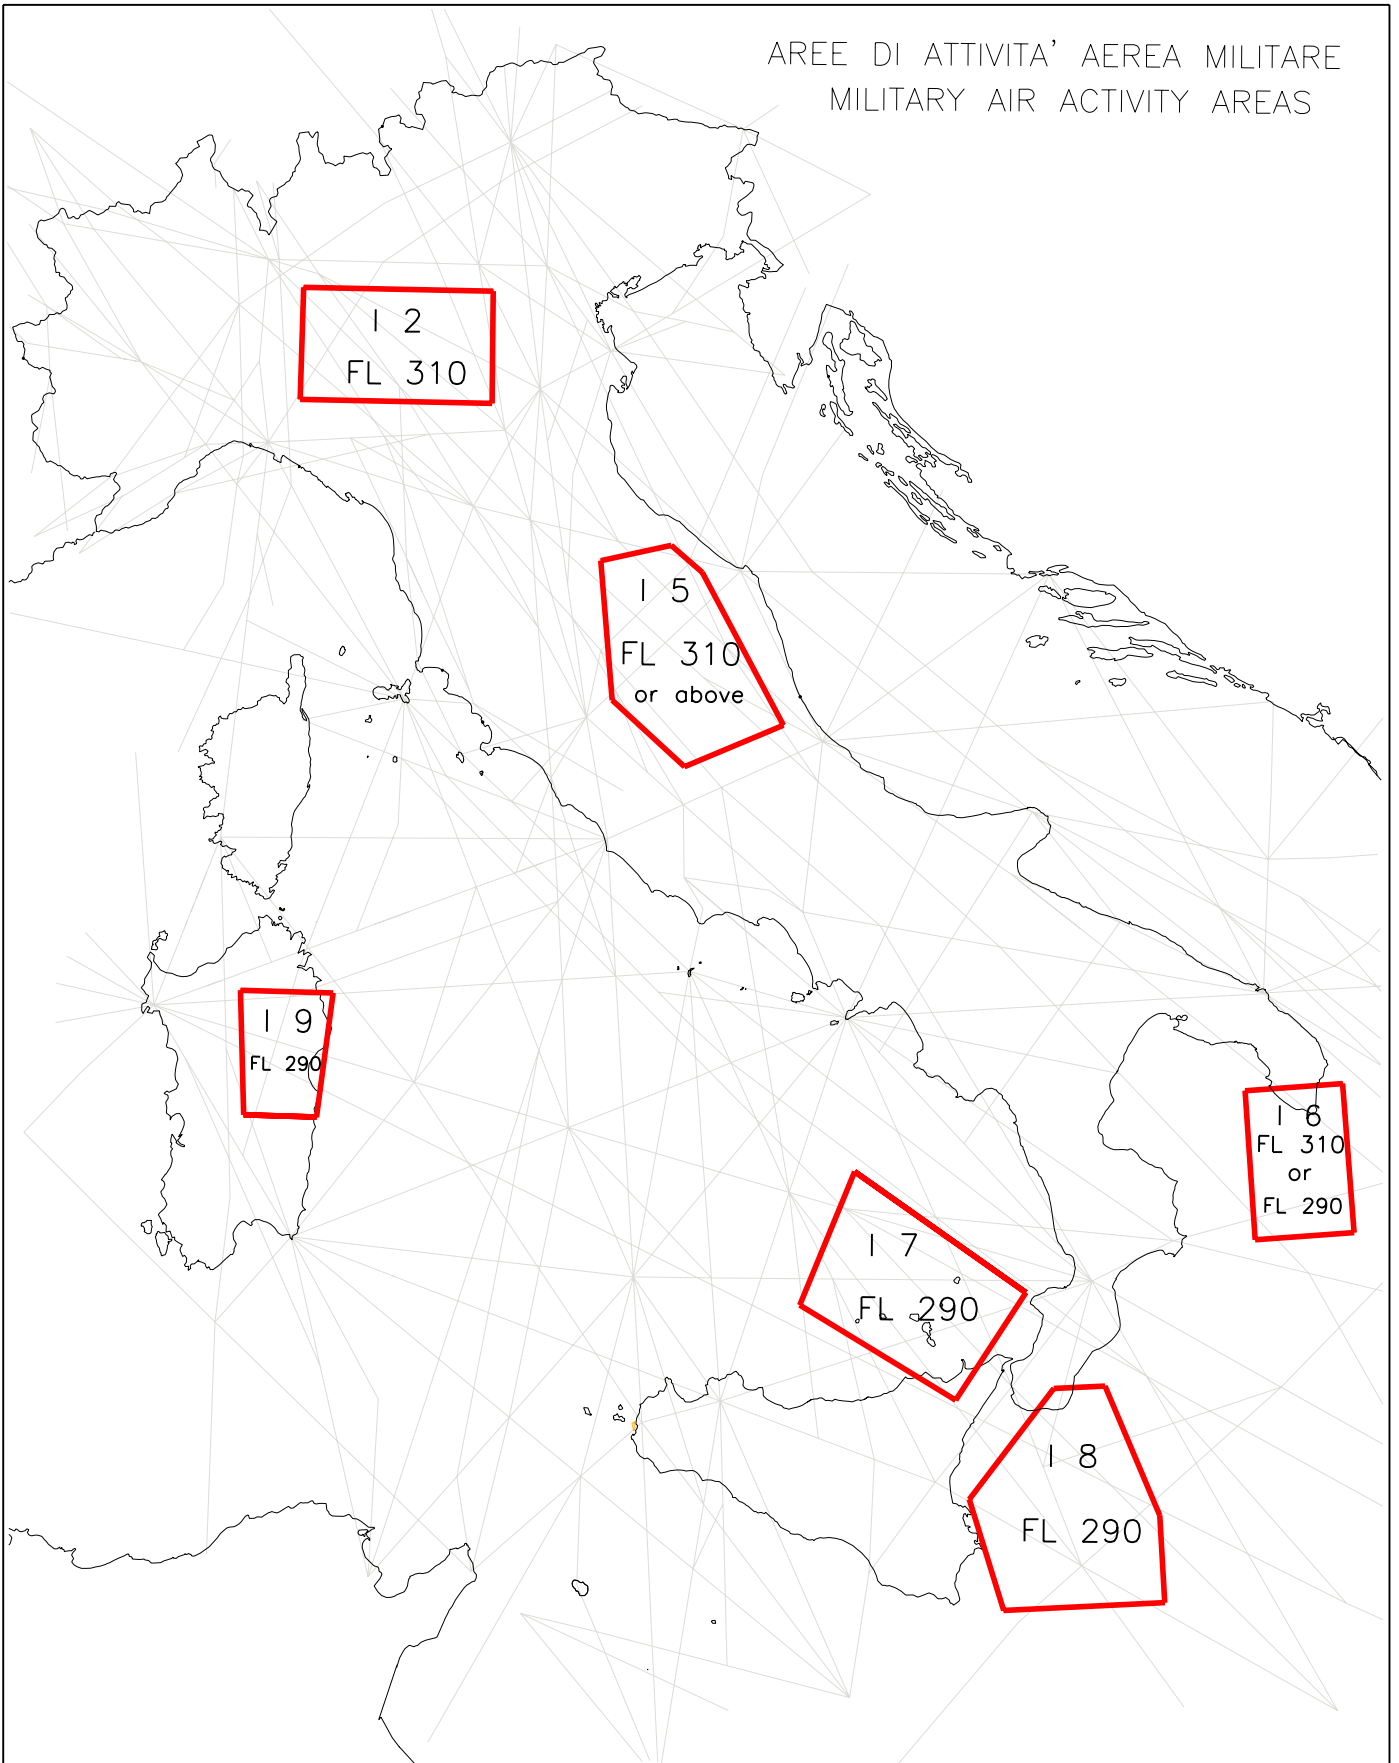 AREE DI ATTIVITA' AEREA MILITARE
MILITARY AIR ACTIVITY AREAS
I 2
FL 310
I 5
FL 310
or above
I 9
FL 290
I 6
FL 310
or
FL 290
I 7
FL 290
I 8
FL 290